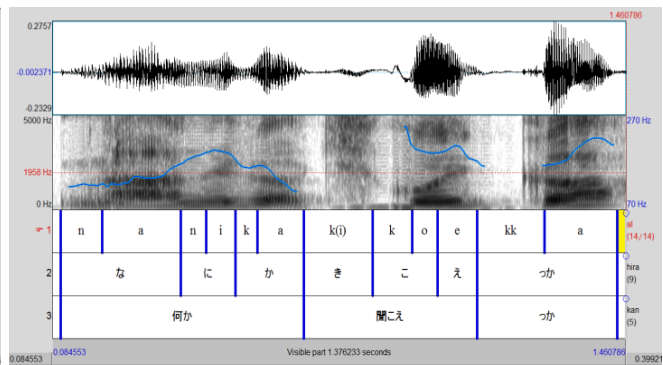 1.460786
0.2757
-0.002371
0.2329
5000 Hz
270 Hz
1958 Hz
0 Hz
70 Hz
1 n a n i k a k(i) k o e kk a al (14/14)
2 な に か き こ え っか hira (9)
3 何か 聞こえ っか kan (5)
0.084553 0.084553 Visible part 1.376233 seconds 1.460786 0.39921